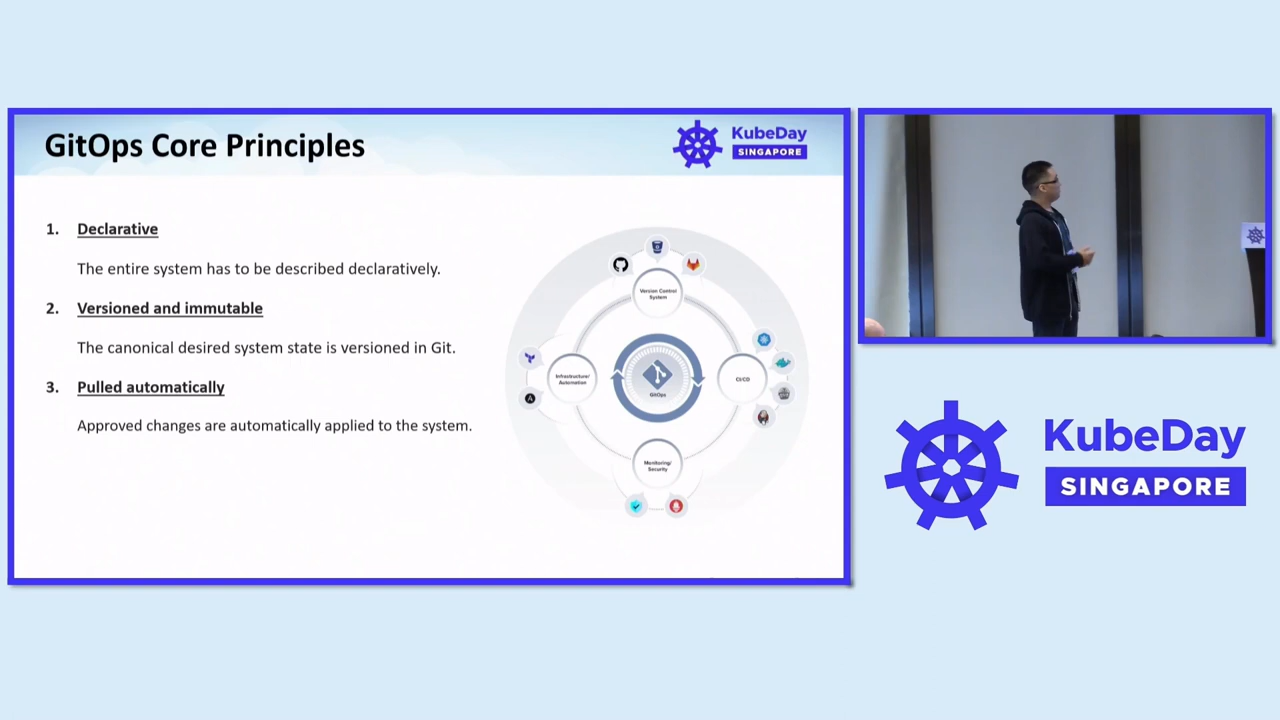 GitOps Core Principles
KubeDay
SINGAPORE
1. Declarative
The entire system has to be described declaratively.
2. Versioned and immutable
The canonical desired system state is versioned in Git.
3. Pulled automatically
Approved changes are automatically applied to the system.
Version Control
System
Infrastructure/
Automation
GitOps
CI/CD
Monitoring/
Security
KubeDay
SINGAPORE